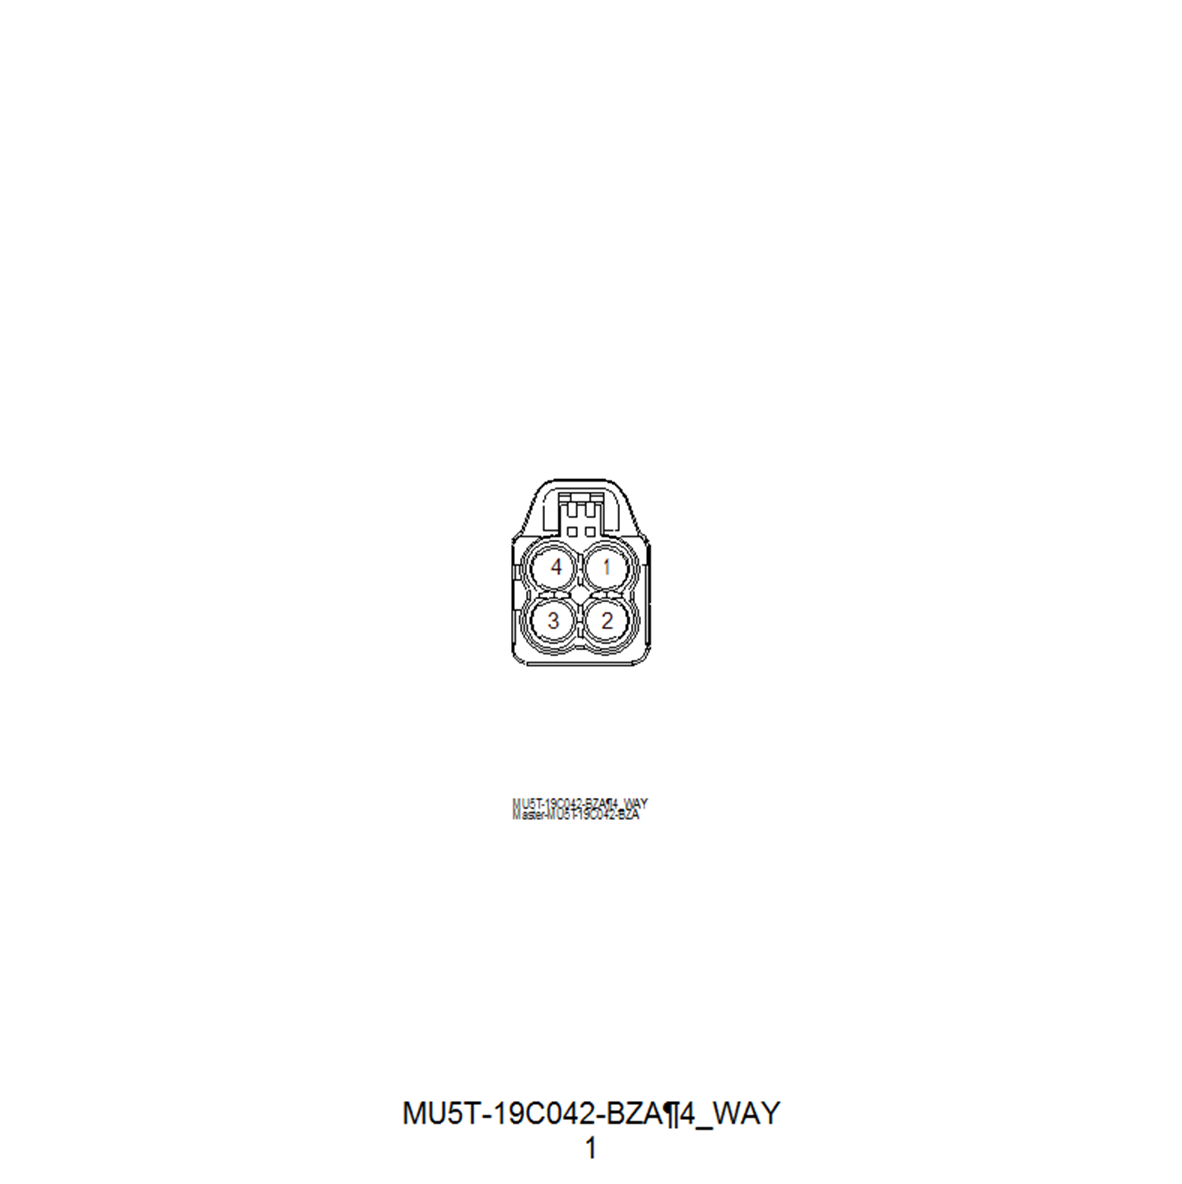 4 1
3 2
MU5T-19C042-BZA¶4_WAY
Master-MU5T-19C042-BZA
MU5T-19C042-BZA¶4_WAY
1